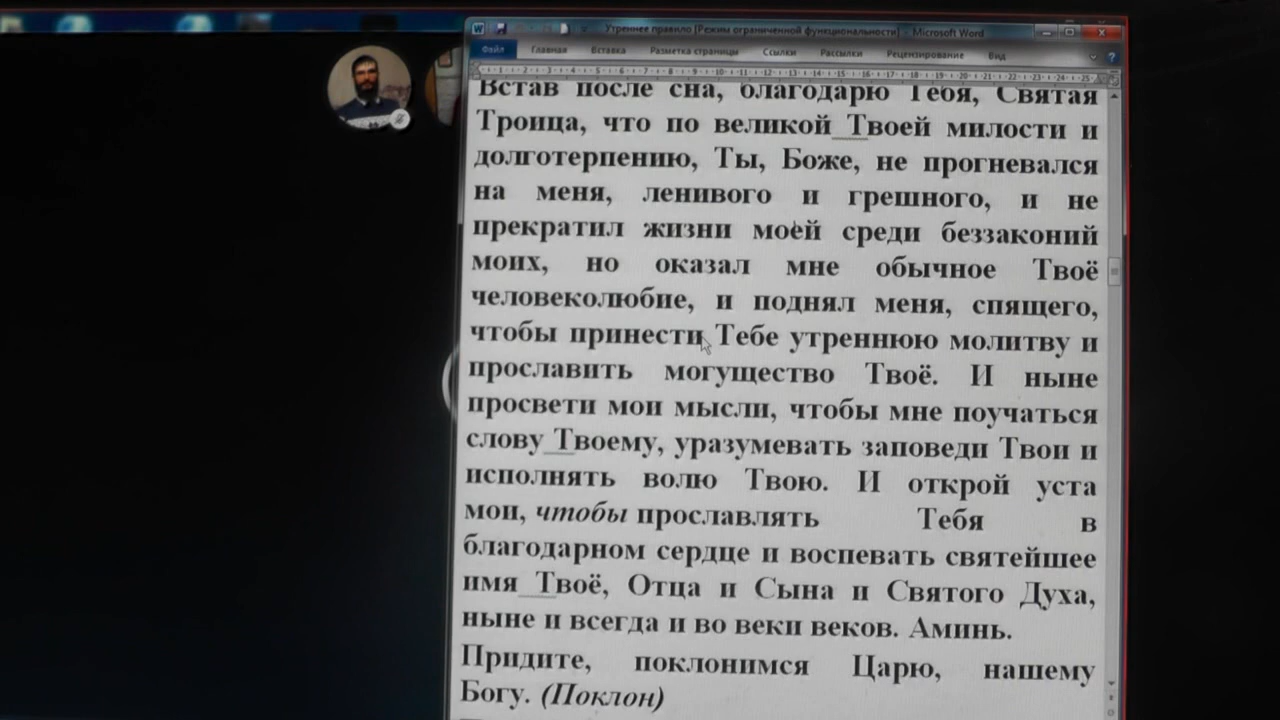 Утреннее правило [Режим ограниченной функциональности] - Microsoft Word
Файл Главная Вставка Разметка страницы Ссылки Рассылки Рецензирование Вид
Встав после сна, благодарю Тебя, Святая
Троица, что по великой Твоей милости и
долготерпению, Ты, Боже, не прогневался
на меня, ленивого и грешного, и не
прекратил жизни моей среди беззаконий
моих, но оказал мне обычное Твоё
человеколюбие, и поднял меня, спящего,
чтобы принести Тебе утреннюю молитву и
прославить могущество Твоё. И ныне
просвети мои мысли, чтобы мне поучаться
слову Твоему, уразумевать заповеди Твои и
исполнять волю Твою. И открой уста
мои, чтобы прославлять Тебя в
благодарном сердце и воспевать святейшее
имя Твоё, Отца и Сына и Святого Духа,
ныне и всегда и во веки веков. Аминь.
Придите, поклонимся Царю, нашему
Богу. (Поклон)